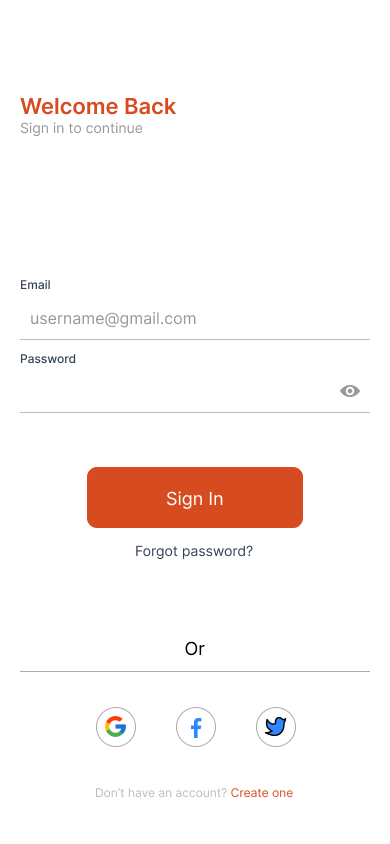 Welcome Back
Sign in to continue
Email
username@gmail.com
Password
Sign In
Forgot password?
Or
Don't have an account? Create one